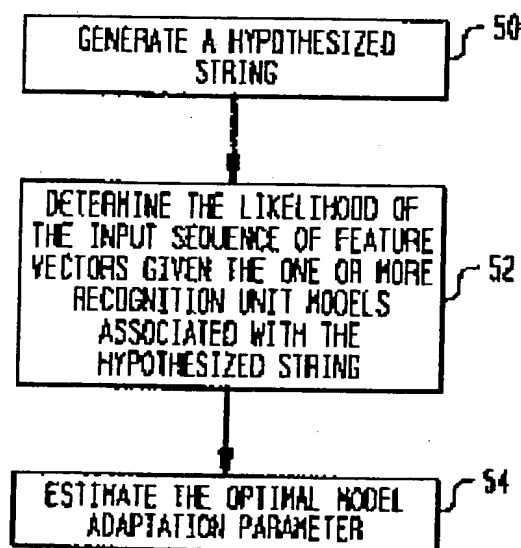 GENERATE A HYPOTHESIZED
STRING
50
DETERMINE THE LIKELIHOOD OF
THE INPUT SEQUENCE OF FEATURE
VECTORS GIVEN THE ONE OR MORE
RECOGNITION UNIT MODELS
ASSOCIATED WITH THE
HYPOTHESIZED STRING
52
ESTIMATE THE OPTIMAL MODEL
ADAPTATION PARAMETER
54